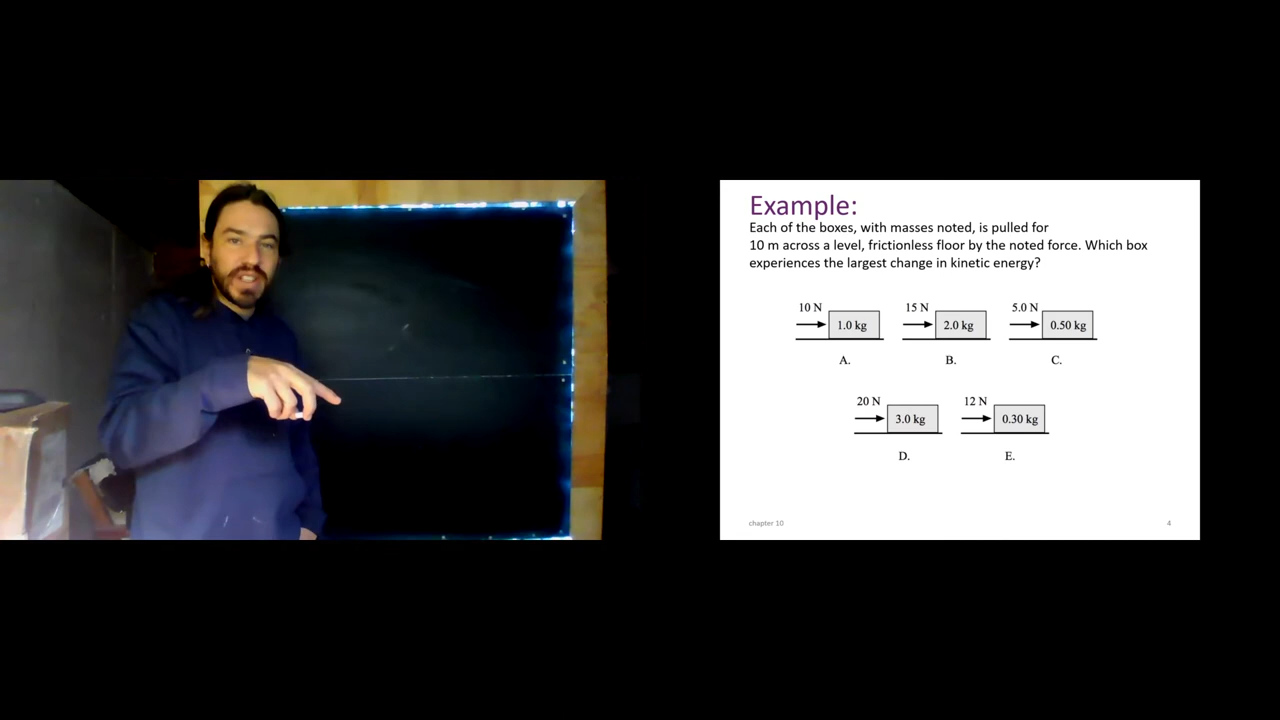 Example:
Each of the boxes, with masses noted, is pulled for
10 m across a level, frictionless floor by the noted force. Which box
experiences the largest change in kinetic energy?
10 N 15 N 5.0 N
1.0 kg 2.0 kg 0.50 kg
A. B. C.
20 N 12 N
3.0 kg 0.30 kg
D. E.
chapter 10 4